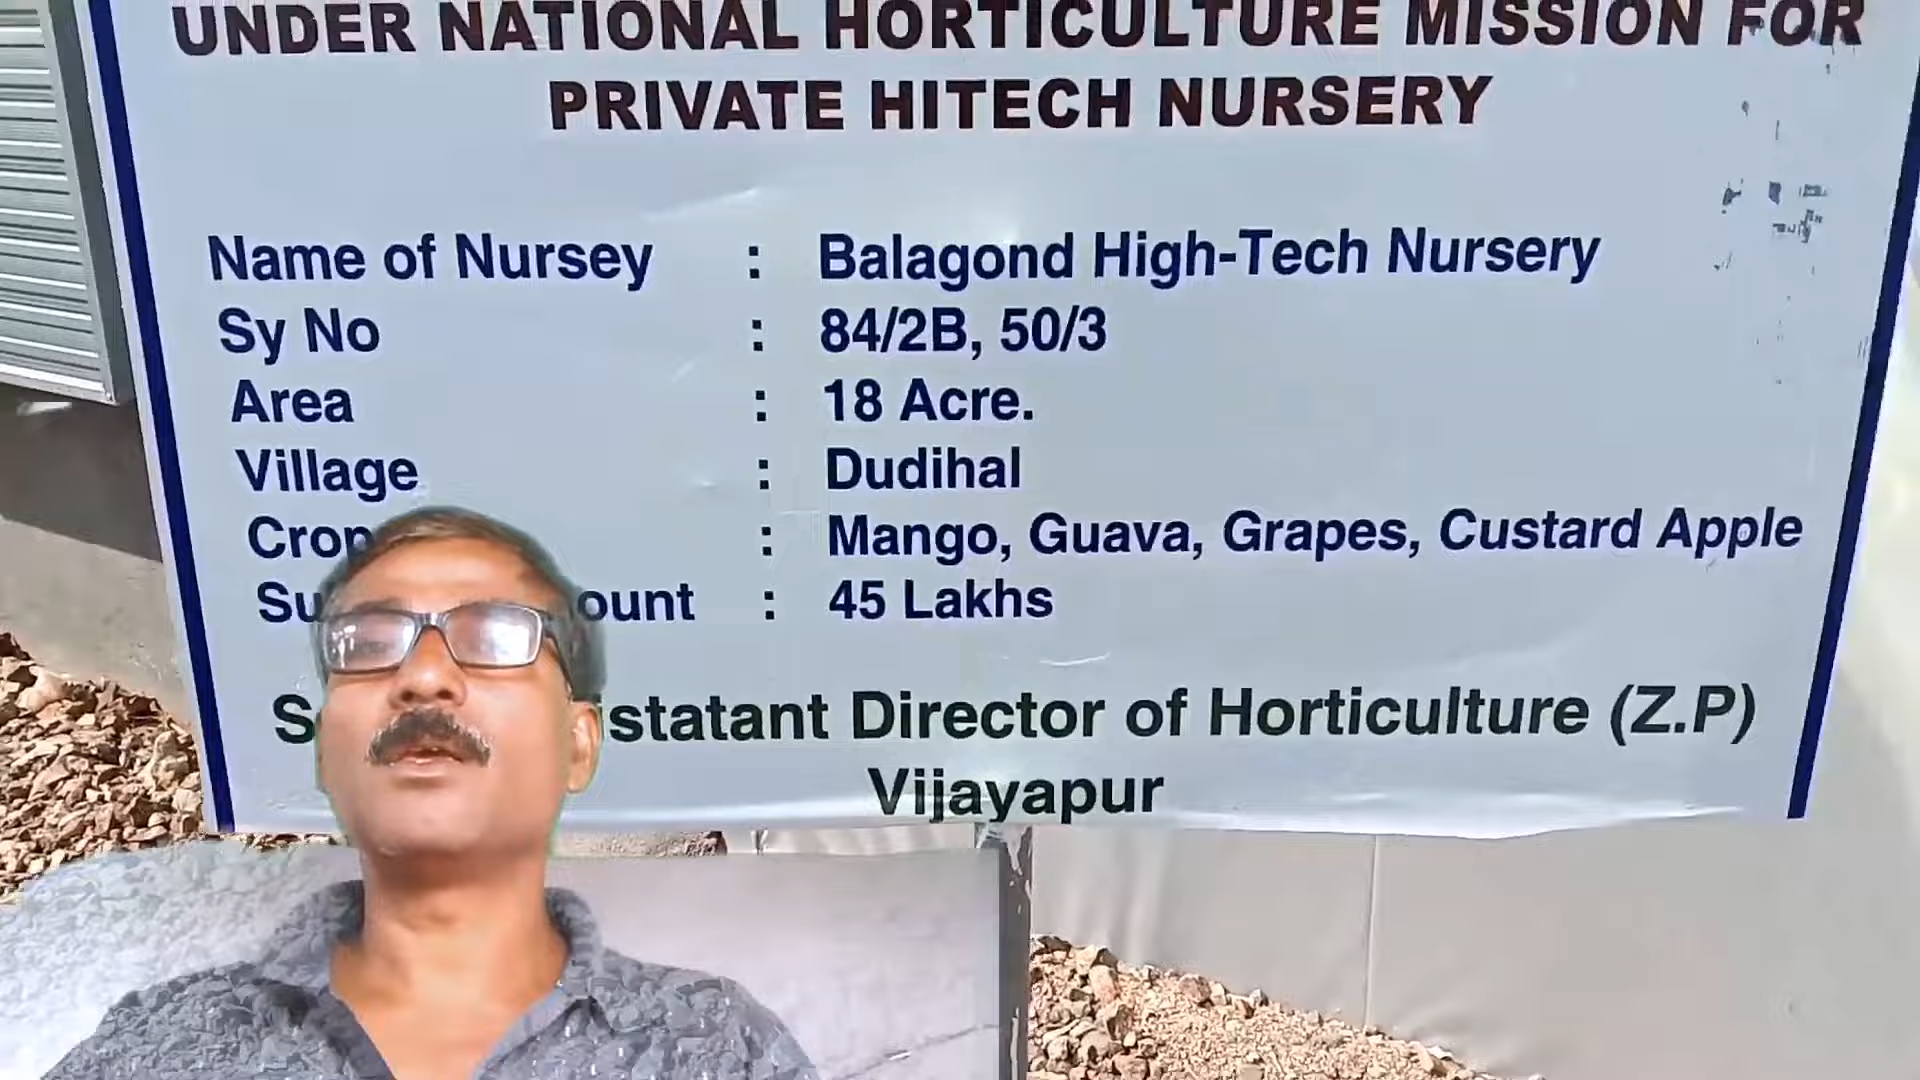 UNDER NATIONAL HORTICULTURE MISSION FOR
PRIVATE HITECH NURSERY
Name of Nursey : Balagond High-Tech Nursery
Sy No : 84/2B, 50/3
Area : 18 Acre.
Village : Dudihal
Crop : Mango, Guava, Grapes, Custard Apple
: 45 Lakhs
Director of Horticulture (Z.P)
Vijayapur